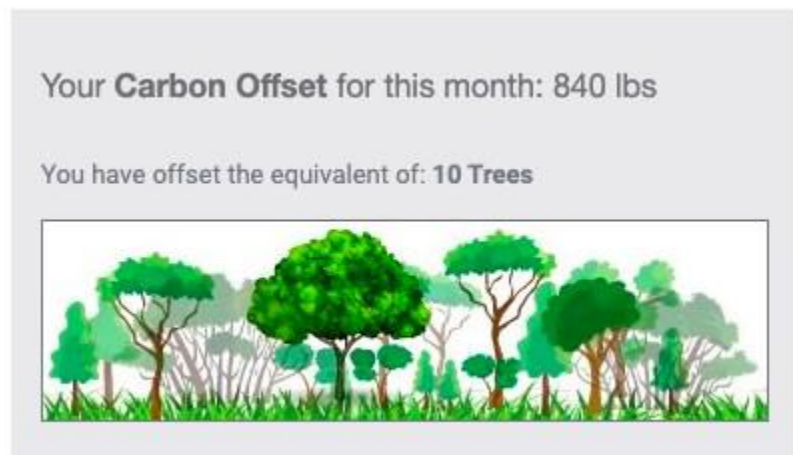 Your Carbon Offset for this month: 840 lbs
You have offset the equivalent of: 10 Trees